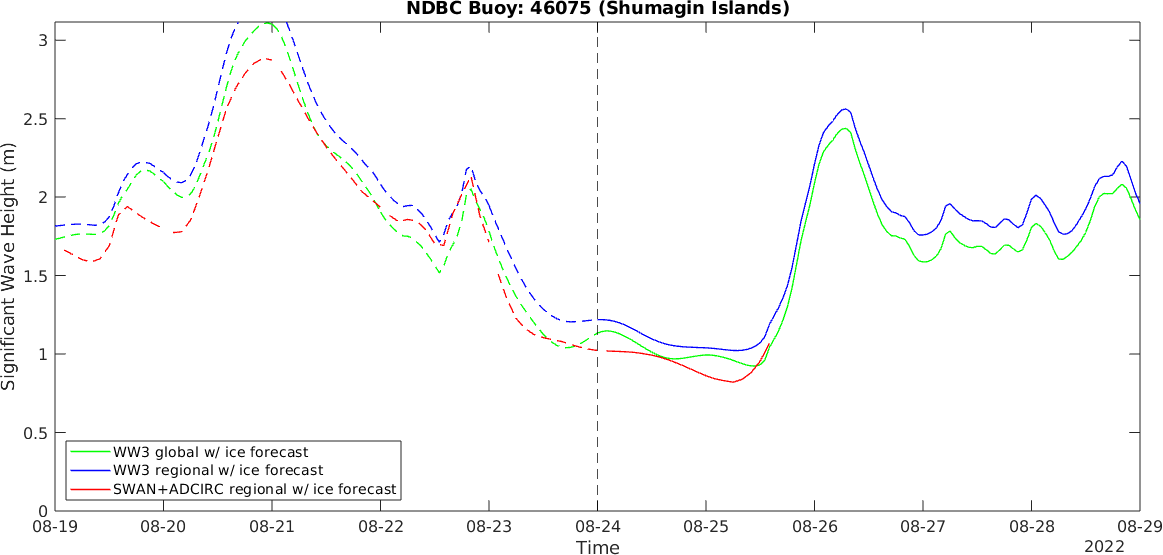 NDBC Buoy: 46075 (Shumagin Islands)
3
2.5
2
1.5
1
0.5
0
Significant Wave Height (m)
WW3 global w/ ice forecast
WW3 regional w/ ice forecast
SWAN+ADCIRC regional w/ ice forecast
08-19 08-20 08-21 08-22 08-23 08-24 08-25 08-26 08-27 08-28 08-29
Time
2022